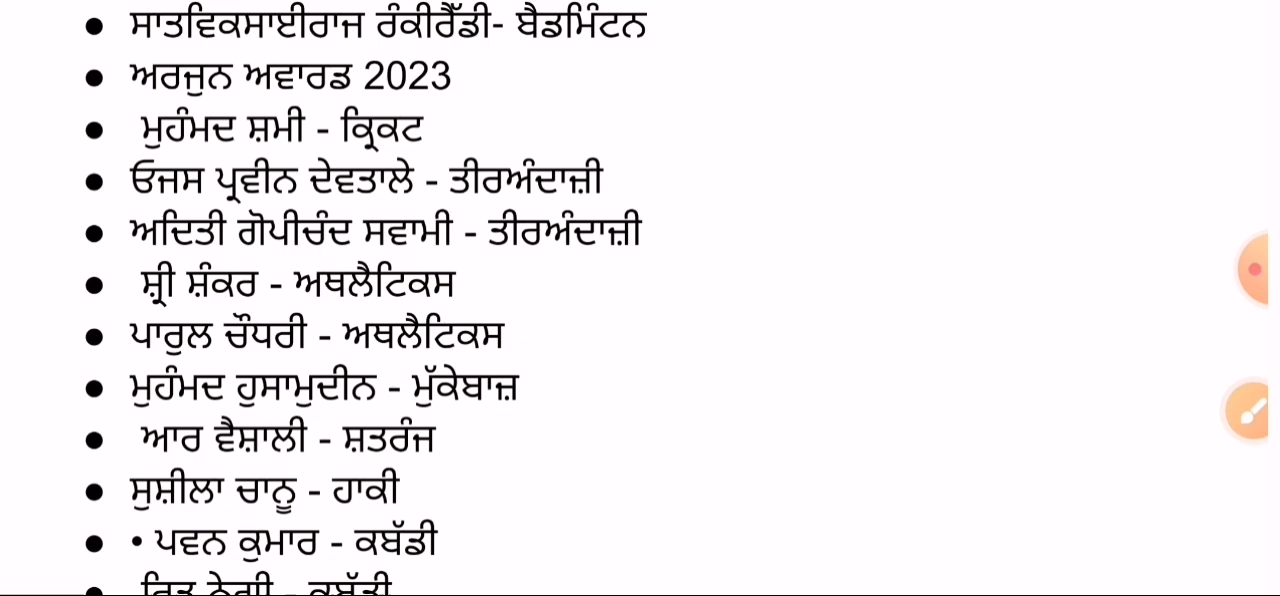 ● ਸਾਤਵਿਕਸਾਈਰਾਜ ਰੰਕੀਰੈੱਡੀ- ਬੈਡਮਿੰਟਨ
● ਅਰਜੁਨ ਅਵਾਰਡ 2023
● ਮੁਹੰਮਦ ਸ਼ਮੀ - ਕ੍ਰਿਕਟ
● ਓਜਸ ਪ੍ਰਵੀਨ ਦੇਵਤਾਲੇ - ਤੀਰਅੰਦਾਜ਼ੀ
● ਅਦਿਤੀ ਗੋਪੀਚੰਦ ਸਵਾਮੀ - ਤੀਰਅੰਦਾਜ਼ੀ
● ਸ਼੍ਰੀ ਸ਼ੰਕਰ - ਅਥਲੈਟਿਕਸ
● ਪਾਰੁਲ ਚੌਧਰੀ - ਅਥਲੈਟਿਕਸ
● ਮੁਹੰਮਦ ਹੁਸਾਮੁਦੀਨ - ਮੁੱਕੇਬਾਜ਼
● ਆਰ ਵੈਸ਼ਾਲੀ - ਸ਼ਤਰੰਜ
● ਸੁਸ਼ੀਲਾ ਚਾਨੂ - ਹਾਕੀ
● • ਪਵਨ ਕੁਮਾਰ - ਕਬੱਡੀ
● ਰਿਤੂ ਨੇਗੀ - ਕਬੱਡੀ